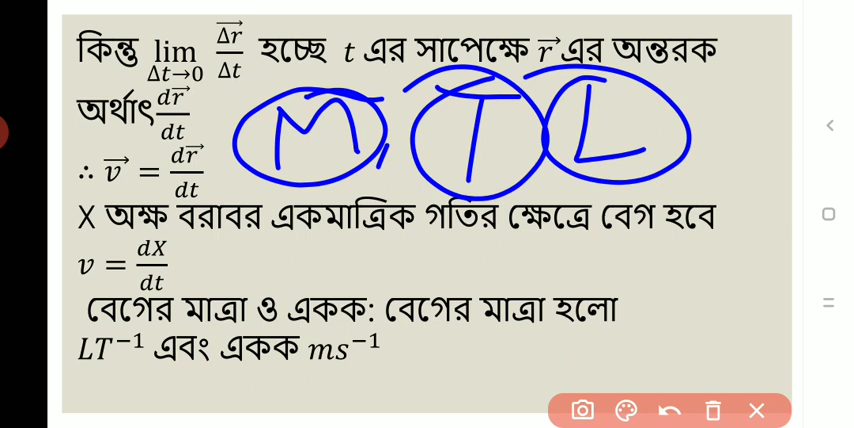 কিন্তু lim Δt→0 Δr⃗/Δt হচ্ছে t এর সাপেক্ষে r⃗ এর অন্তরক
অর্থাৎ dr⃗/dt M, T L
∴ v⃗ = dr⃗/dt
X অক্ষ বরাবর একমাত্রিক গতির ক্ষেত্রে বেগ হবে
v = dX/dt
বেগের মাত্রা ও একক: বেগের মাত্রা হলো
LT⁻¹ এবং একক ms⁻¹